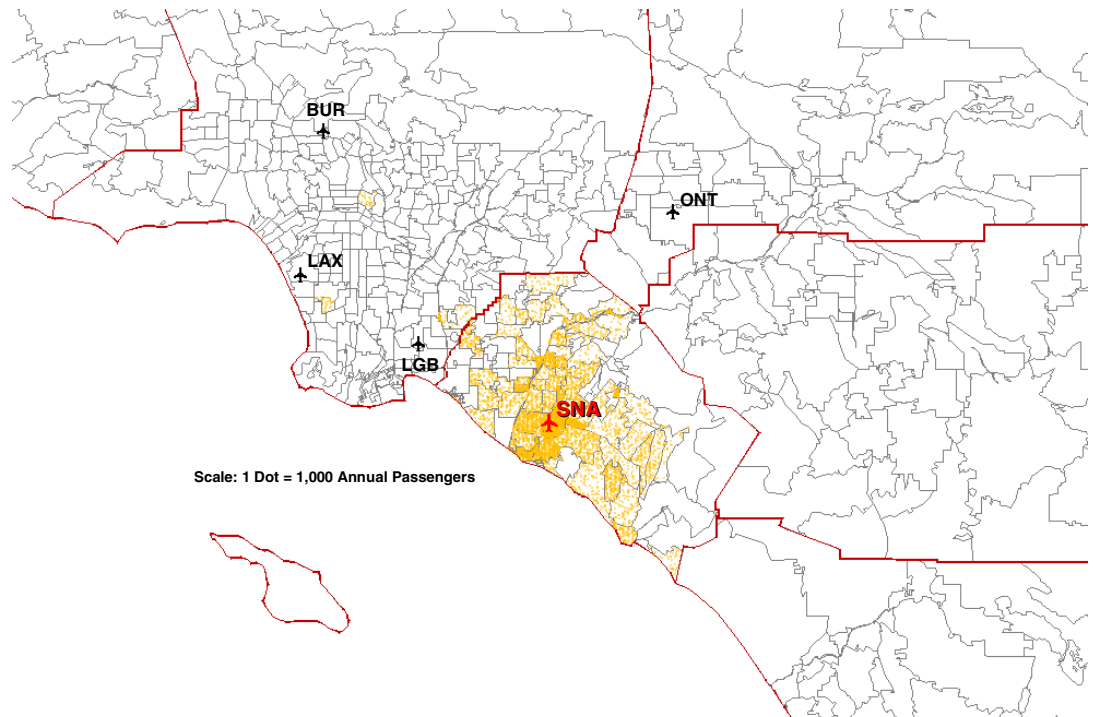 BUR
ONT
LAX
LGB
SNA
Scale: 1 Dot = 1,000 Annual Passengers